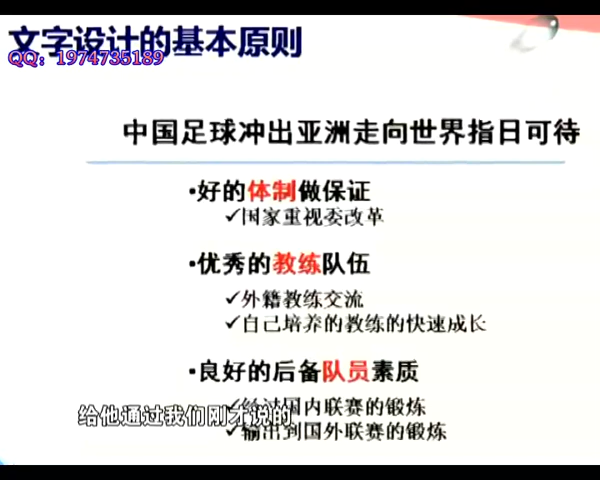 文字设计的基本原则
QQ：1974735189
中国足球冲出亚洲走向世界指日可待
•好的体制做保证
✓国家重视委改革
•优秀的教练队伍
✓外籍教练交流
✓自己培养的教练的快速成长
•良好的后备队员素质
✓给过国内联赛的锻炼
给他通过我们刚才说的
✓输出到国外联赛的锻炼